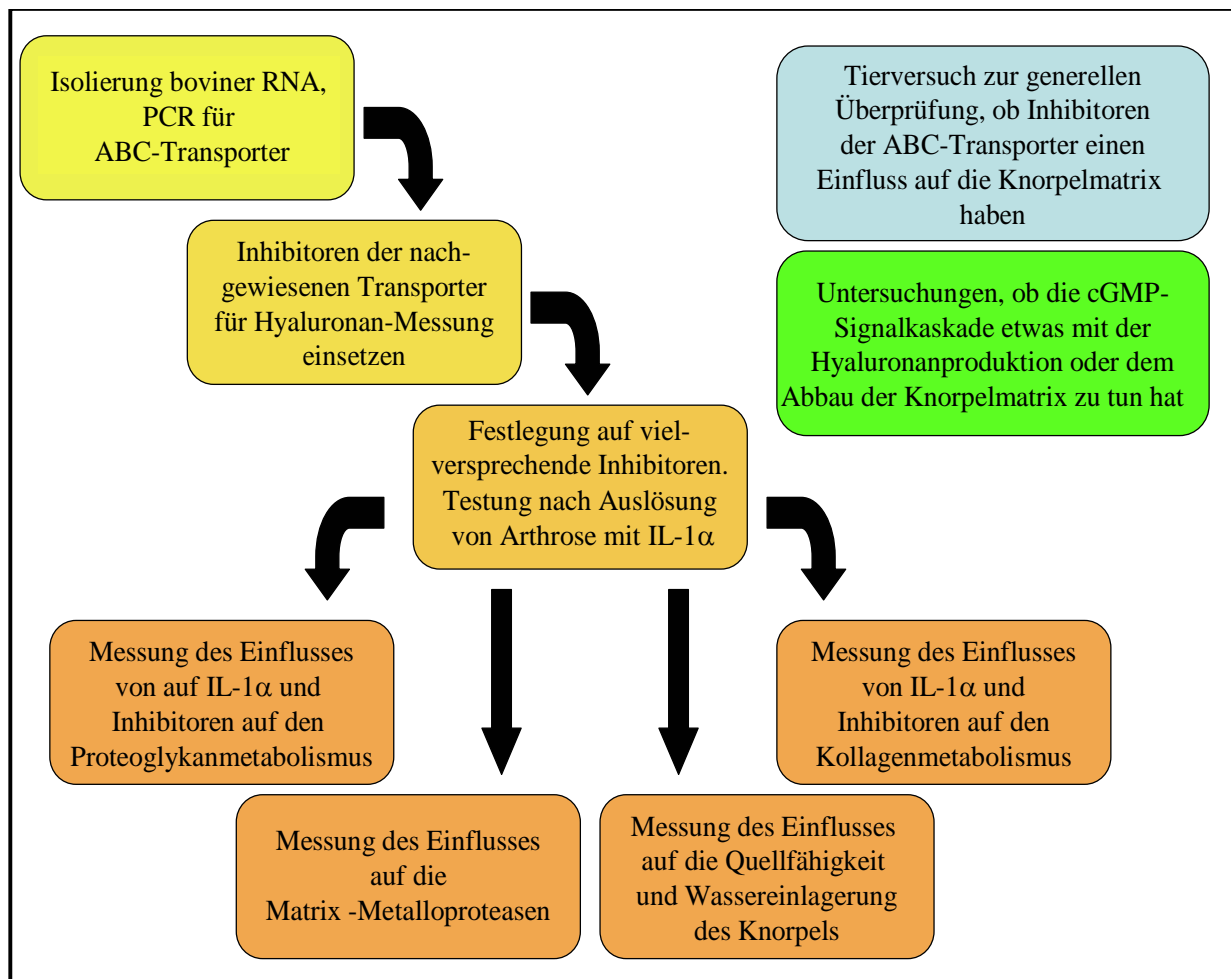 Isolierung boviner RNA,
PCR für
ABC-Transporter
Tierversuch zur generellen
Überprüfung, ob Inhibitoren
der ABC-Transporter einen
Einfluss auf die Knorpelmatrix
haben
Inhibitoren der nach-
gewiesenen Transporter
für Hyaluronan-Messung
einsetzen
Untersuchungen, ob die cGMP-
Signalkaskade etwas mit der
Hyaluronanproduktion oder dem
Abbau der Knorpelmatrix zu tun hat
Festlegung auf viel-
versprechende Inhibitoren.
Testung nach Auslösung
von Arthrose mit IL-1α
Messung des Einflusses
von auf IL-1α und
Inhibitoren auf den
Proteoglykanmetabolismus
Messung des Einflusses
von IL-1α und
Inhibitoren auf den
Kollagenmetabolismus
Messung des Einflusses
auf die
Matrix -Metalloproteasen
Messung des Einflusses
auf die Quellfähigkeit
und Wassereinlagerung
des Knorpels